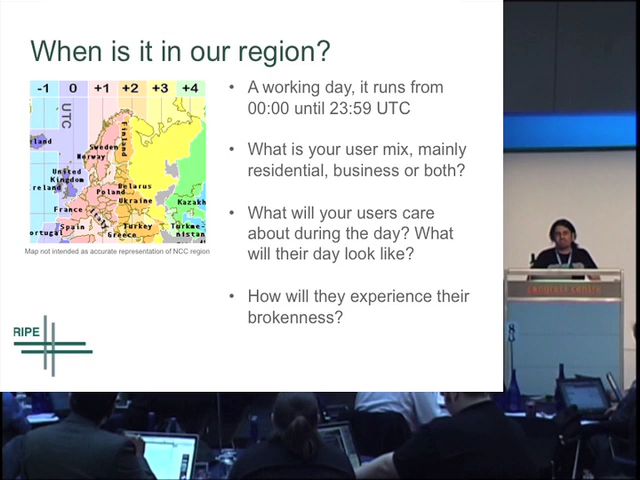 When is it in our region?
-1 0 +1 +2 +3 +4
UTC
Finland
Sweden
Norway
United
Kingdom
Belarus
Poland
Ukraine
France
Kazakh
Italy
Spain
Turkey
Turkme-
nistan
ortugal
Greece
Map not intended as accurate representation of NCC region
• A working day, it runs from
00:00 until 23:59 UTC
• What is your user mix, mainly
residential, business or both?
• What will your users care
about during the day? What
will their day look like?
• How will they experience their
brokenness?
RIPE
congress centre